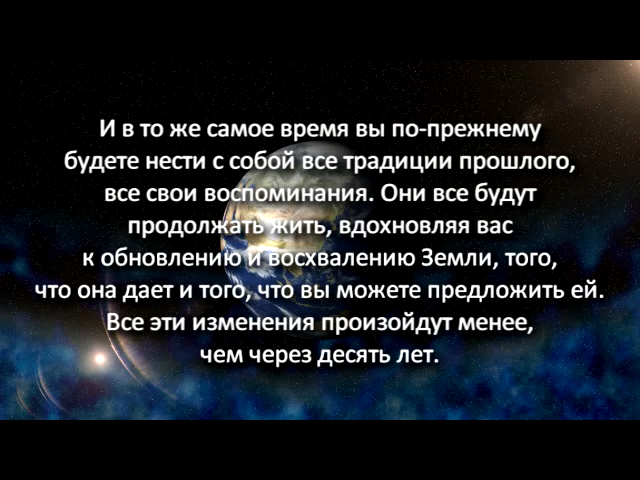 И в то же самое время вы по-прежнему
будете нести с собой все традиции прошлого,
все свои воспоминания. Они все будут
продолжать жить, вдохновляя вас
к обновлению и восхвалению Земли, того,
что она дает и того, что вы можете предложить ей.
Все эти изменения произойдут менее,
чем через десять лет.